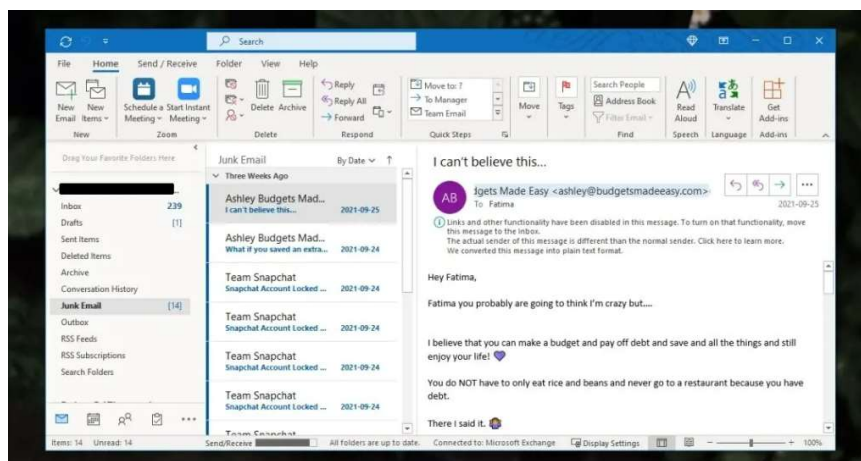 Search
File Home Send / Receive Folder View Help
New Email
New Items
Schedule a Meeting
Start Instant Meeting
Delete
Archive
Reply
Reply All
Forward
Move to: ?
To Manager
Team Email
Move
Tags
Search People
Address Book
Filter Email
Read Aloud
Translate
Get Add-ins
New Zoom Delete Respond Quick Steps Find Speech Language Add-ins
Drag Your Favorite Folders Here
Inbox 239
Drafts [1]
Sent Items
Deleted Items
Archive
Conversation History
Junk Email [14]
Outbox
RSS Feeds
RSS Subscriptions
Search Folders
Junk Email By Date
Three Weeks Ago
Ashley Budgets Mad...
I can't believe this... 2021-09-25
Ashley Budgets Mad...
What if you saved an extra... 2021-09-24
Team Snapchat
Snapchat Account Locked ... 2021-09-24
Team Snapchat
Snapchat Account Locked ... 2021-09-24
Team Snapchat
Snapchat Account Locked ... 2021-09-24
Team Snapchat
Snapchat Account Locked ... 2021-09-24
Team Snapchat
I can't believe this...
AB
dgets Made Easy <ashley@budgetsmadeeasy.com>
To Fatima
2021-09-25
Links and other functionality have been disabled in this message. To turn on that functionality, move
this message to the Inbox.
The actual sender of this message is different than the normal sender. Click here to learn more.
We converted this message into plain text format.
Hey Fatima,
Fatima you probably are going to think I'm crazy but....
I believe that you can make a budget and pay off debt and save and all the things and still
enjoy your life! 💜
You do NOT have to only eat rice and beans and never go to a restaurant because you have
debt.
There I said it. 🤷
Items: 14 Unread: 14 Send/Receive All folders are up to date. Connected to: Microsoft Exchange Display Settings 100%